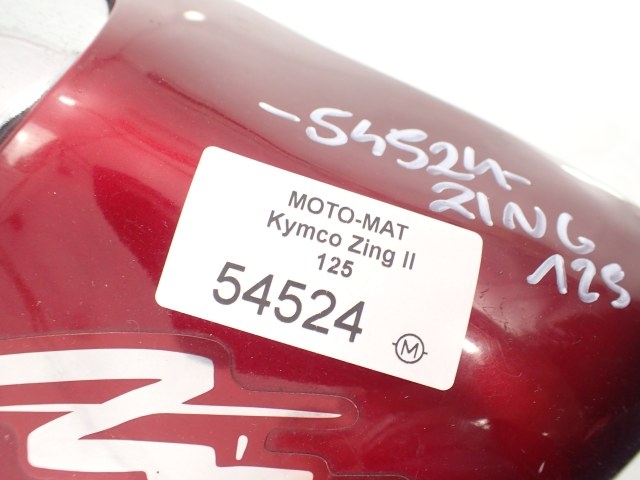 -54524-
ZING
125
MOTO-MAT
Kymco Zing II
125
54524
M